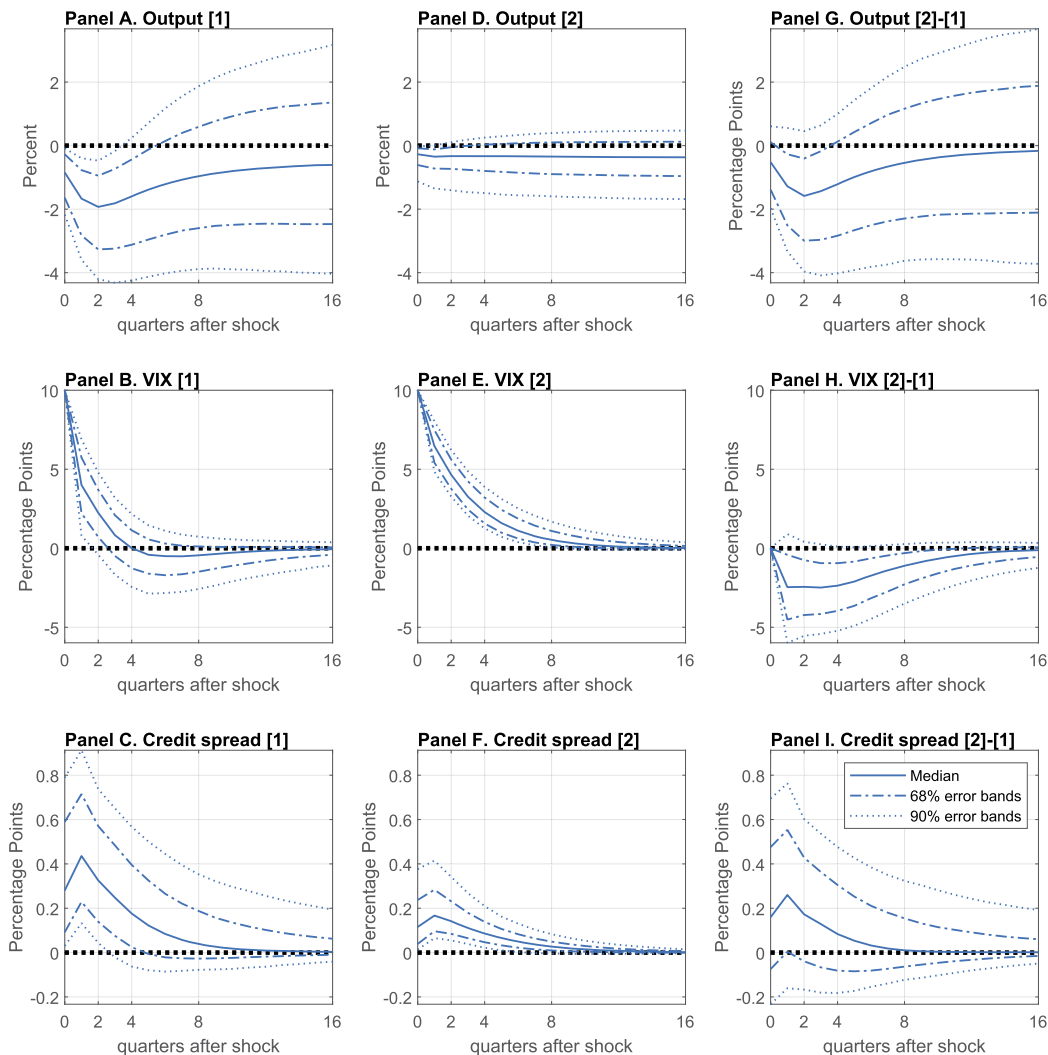 Panel A. Output [1]
Percent
2
0
-2
-4
0 2 4 8 16
quarters after shock
Panel D. Output [2]
Percent
2
0
-2
-4
0 2 4 8 16
quarters after shock
Panel G. Output [2]-[1]
Percentage Points
2
0
-2
-4
0 2 4 8 16
quarters after shock
Panel B. VIX [1]
Percentage Points
10
5
0
-5
0 2 4 8 16
quarters after shock
Panel E. VIX [2]
Percentage Points
10
5
0
-5
0 2 4 8 16
quarters after shock
Panel H. VIX [2]-[1]
Percentage Points
10
5
0
-5
0 2 4 8 16
quarters after shock
Panel C. Credit spread [1]
Percentage Points
0.8
0.6
0.4
0.2
0
-0.2
0 2 4 8 16
quarters after shock
Panel F. Credit spread [2]
Percentage Points
0.8
0.6
0.4
0.2
0
-0.2
0 2 4 8 16
quarters after shock
Panel I. Credit spread [2]-[1]
Percentage Points
0.8
0.6
0.4
0.2
0
-0.2
Median
68% error bands
90% error bands
0 2 4 8 16
quarters after shock